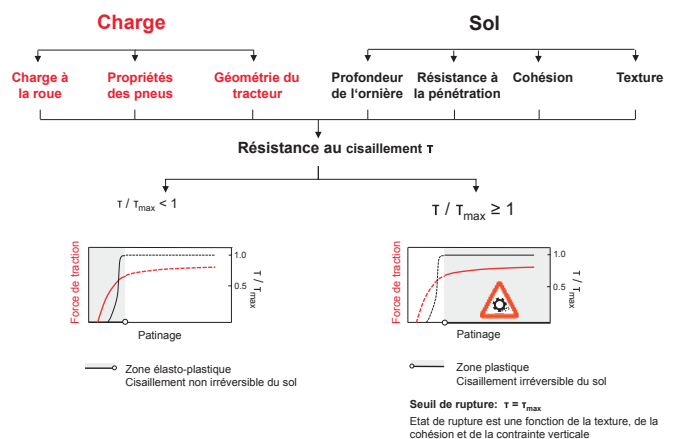 Charge
Sol
Charge à
la roue
Propriétés
des pneus
Géométrie du
tracteur
Profondeur
de l'ornière
Résistance à
la pénétration
Cohésion
Texture
Résistance au cisaillement τ
τ / τmax < 1
τ / τmax ≥ 1
Force de traction
1.0
0.5
τ / τmax
Patinage
Force de traction
1.0
0.5
τ / τmax
Patinage
Zone élasto-plastique
Cisaillement non irréversible du sol
Zone plastique
Cisaillement irréversible du sol
Seuil de rupture: τ = τmax
Etat de rupture est une fonction de la texture, de la
cohésion et de la contrainte verticale